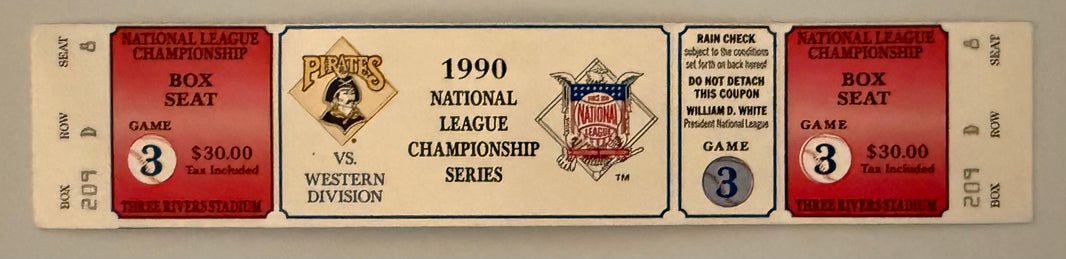 BOX 209 ROW D SEAT 8
NATIONAL LEAGUE
CHAMPIONSHIP
BOX
SEAT
GAME
3
$30.00
Tax Included
THREE RIVERS STADIUM
PIRATES
VS.
WESTERN
DIVISION
1990
NATIONAL
LEAGUE
CHAMPIONSHIP
SERIES
SINCE 1876
NATIONAL
LEAGUE
TM
RAIN CHECK
subject to the conditions
set forth on back hereof
DO NOT DETACH
THIS COUPON
WILLIAM D. WHITE
President National League
GAME
3
NATIONAL LEAGUE
CHAMPIONSHIP
BOX
SEAT
GAME
3
$30.00
Tax Included
THREE RIVERS STADIUM
BOX 209 ROW D SEAT 8